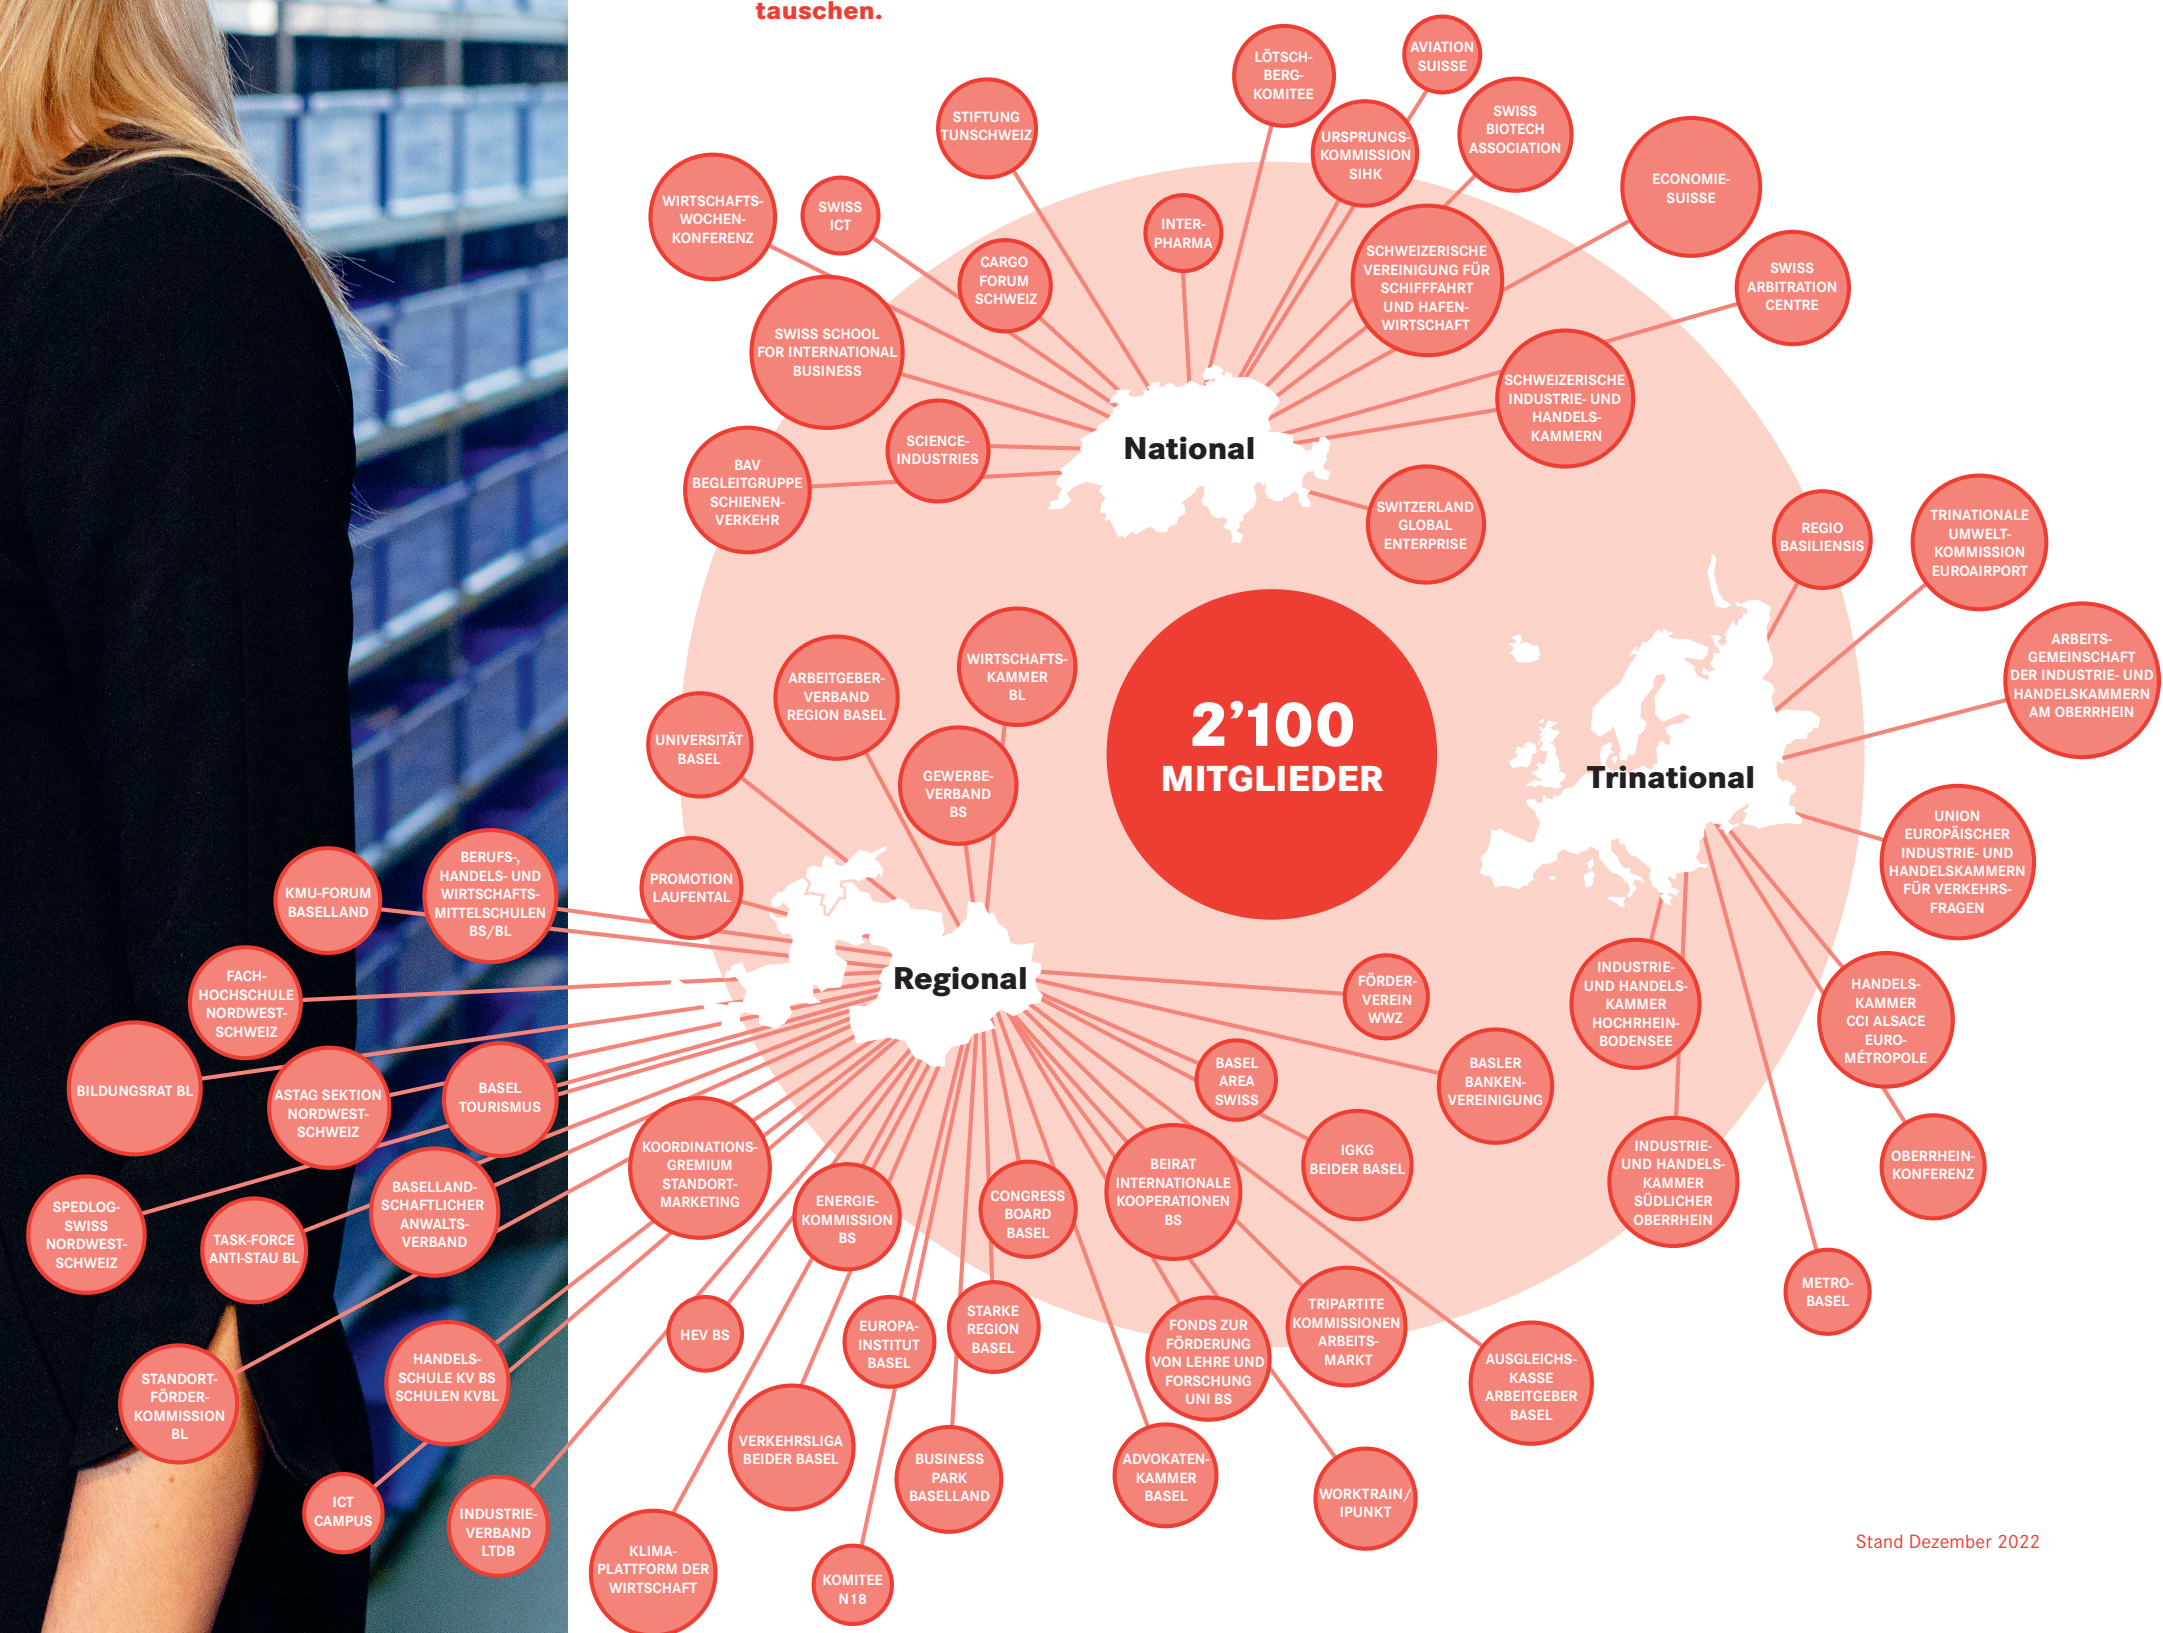 tauschen.
LÖTSCH-
BERG-
KOMITEE
AVIATION
SUISSE
STIFTUNG
TUNSCHWEIZ
URSPRUNGS-
KOMMISSION
SIHK
SWISS
BIOTECH
ASSOCIATION
ECONOMIE-
SUISSE
WIRTSCHAFTS-
WOCHEN-
KONFERENZ
SWISS
ICT
INTER-
PHARMA
CARGO
FORUM
SCHWEIZ
SCHWEIZERISCHE
VEREINIGUNG FÜR
SCHIFFFAHRT
UND HAFEN-
WIRTSCHAFT
SWISS
ARBITRATION
CENTRE
SWISS SCHOOL
FOR INTERNATIONAL
BUSINESS
SCHWEIZERISCHE
INDUSTRIE- UND
HANDELS-
KAMMERN
SCIENCE-
INDUSTRIES
National
BAV
BEGLEITGRUPPE
SCHIENEN-
VERKEHR
SWITZERLAND
GLOBAL
ENTERPRISE
REGIO
BASILIENSIS
TRINATIONALE
UMWELT-
KOMMISSION
EUROAIRPORT
ARBEITS-
GEMEINSCHAFT
DER INDUSTRIE- UND
HANDELSKAMMERN
AM OBERRHEIN
WIRTSCHAFTS-
KAMMER
BL
ARBEITGEBER-
VERBAND
REGION BASEL
UNIVERSITÄT
BASEL
GEWERBE-
VERBAND
BS
2’100
MITGLIEDER
Trinational
UNION
EUROPÄISCHER
INDUSTRIE- UND
HANDELSKAMMERN
FÜR VERKEHRS-
FRAGEN
KMU-FORUM
BASELLAND
BERUFS-,
HANDELS- UND
WIRTSCHAFTS-
MITTELSCHULEN
BS/BL
PROMOTION
LAUFENTAL
FACH-
HOCHSCHULE
NORDWEST-
SCHWEIZ
Regional
FÖRDER-
VEREIN
WWZ
INDUSTRIE-
UND HANDELS-
KAMMER
HOCHRHEIN-
BODENSEE
HANDELS-
KAMMER
CCI ALSACE
EURO-
MÉTROPOLE
BILDUNGSRAT BL
ASTAG SEKTION
NORDWEST-
SCHWEIZ
BASEL
TOURISMUS
BASEL
AREA
SWISS
BASLER
BANKEN-
VEREINIGUNG
KOORDINATIONS-
GREMIUM
STANDORT-
MARKETING
BEIRAT
INTERNATIONALE
KOOPERATIONEN
BS
IGKG
BEIDER BASEL
INDUSTRIE-
UND HANDELS-
KAMMER
SÜDLICHER
OBERRHEIN
OBERRHEIN-
KONFERENZ
SPEDLOG-
SWISS
NORDWEST-
SCHWEIZ
TASK-FORCE
ANTI-STAU BL
BASELLAND-
SCHAFTLICHER
ANWALTS-
VERBAND
ENERGIE-
KOMMISSION
BS
CONGRESS
BOARD
BASEL
METRO-
BASEL
HEV BS
EUROPA-
INSTITUT
BASEL
STARKE
REGION
BASEL
FONDS ZUR
FÖRDERUNG
VON LEHRE UND
FORSCHUNG
UNI BS
TRIPARTITE
KOMMISSIONEN
ARBEITS-
MARKT
AUSGLEICHS-
KASSE
ARBEITGEBER
BASEL
STANDORT-
FÖRDER-
KOMMISSION
BL
HANDELS-
SCHULE KV BS
SCHULEN KVBL
VERKEHRSLIGA
BEIDER BASEL
BUSINESS
PARK
BASELLAND
ADVOKATEN-
KAMMER
BASEL
WORKTRAIN/
IPUNKT
ICT
CAMPUS
INDUSTRIE-
VERBAND
LTDB
KLIMA-
PLATTFORM DER
WIRTSCHAFT
KOMITEE
N18
Stand Dezember 2022